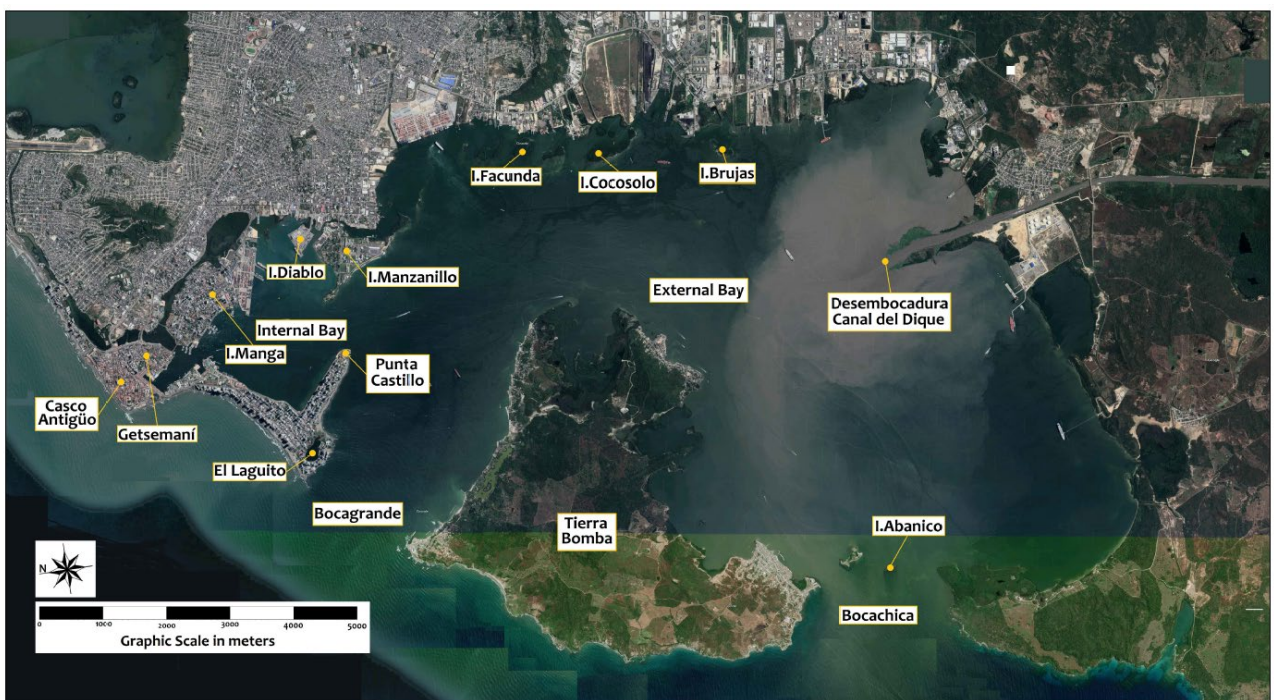 I.Facunda
I.Cocosolo
I.Brujas
I.Diablo
I.Manzanillo
External Bay
Desembocadura
Canal del Dique
Internal Bay
I.Manga
Punta
Castillo
Casco
Antigüo
Getsemaní
El Laguito
Bocagrande
Tierra
Bomba
I.Abanico
Bocachica
N
0 1000 2000 3000 4000 5000
Graphic Scale in meters